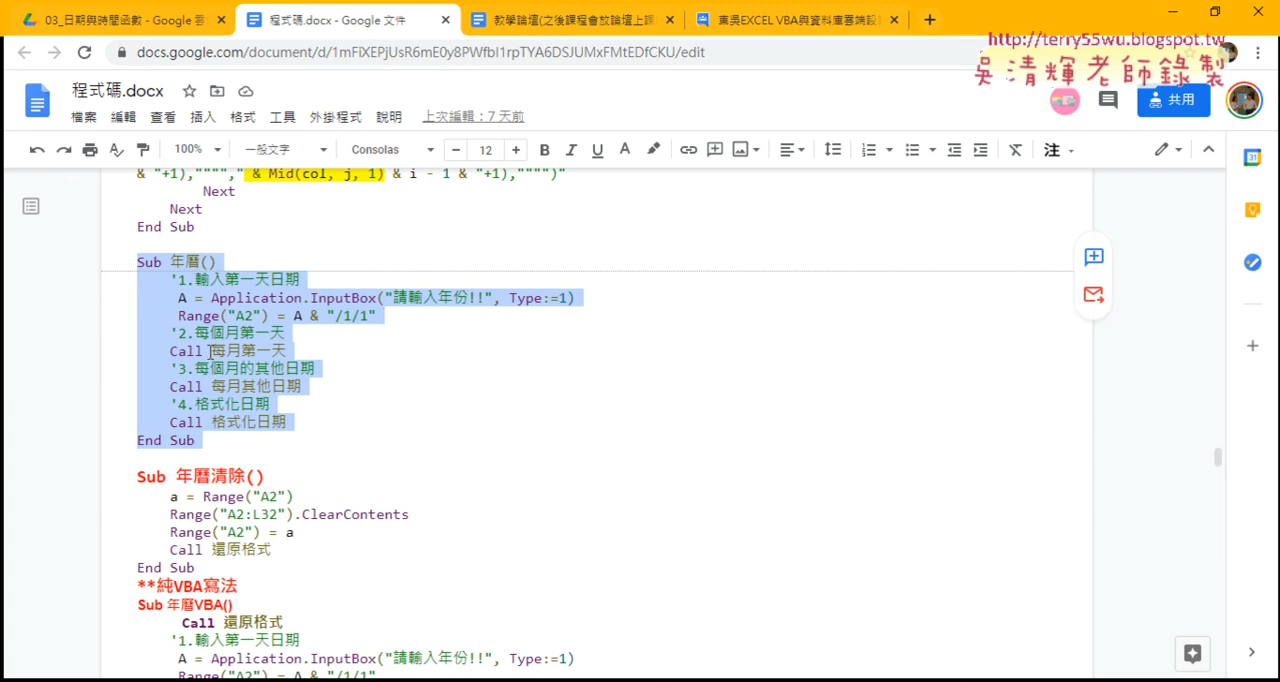 03_日期與時間函數 - Google 雲
程式碼.docx - Google 文件
教學論壇(之後課程會放論壇上課
東吳EXCEL VBA與資料庫雲端設
docs.google.com/document/d/1mFiXEPjUsR6mE0y8PWfbI1rpTYA6DSJUMxFMtEDfCKU/edit
http://terry55wu.blogspot.tw
吳清輝老師錄製
程式碼.docx
共用
檔案 編輯 查看 插入 格式 工具 外掛程式 說明 上次編輯：7 天前
100% 一般文字 Consolas 12 B I U A 注
& "+1),"""","" & Mid(col, j, 1) & i - 1 & "+1),"""")"
Next
Next
End Sub
Sub 年曆()
'1.輸入第一天日期
A = Application.InputBox("請輸入年份!!", Type:=1)
Range("A2") = A & "/1/1"
'2.每個月第一天
Call 每月第一天
'3.每個月的其他日期
Call 每月其他日期
'4.格式化日期
Call 格式化日期
End Sub
Sub 年曆清除()
a = Range("A2")
Range("A2:L32").ClearContents
Range("A2") = a
Call 還原格式
End Sub
**純VBA寫法
Sub 年曆VBA()
Call 還原格式
'1.輸入第一天日期
A = Application.InputBox("請輸入年份!!", Type:=1)
Range("A2") = A & "/1/1"